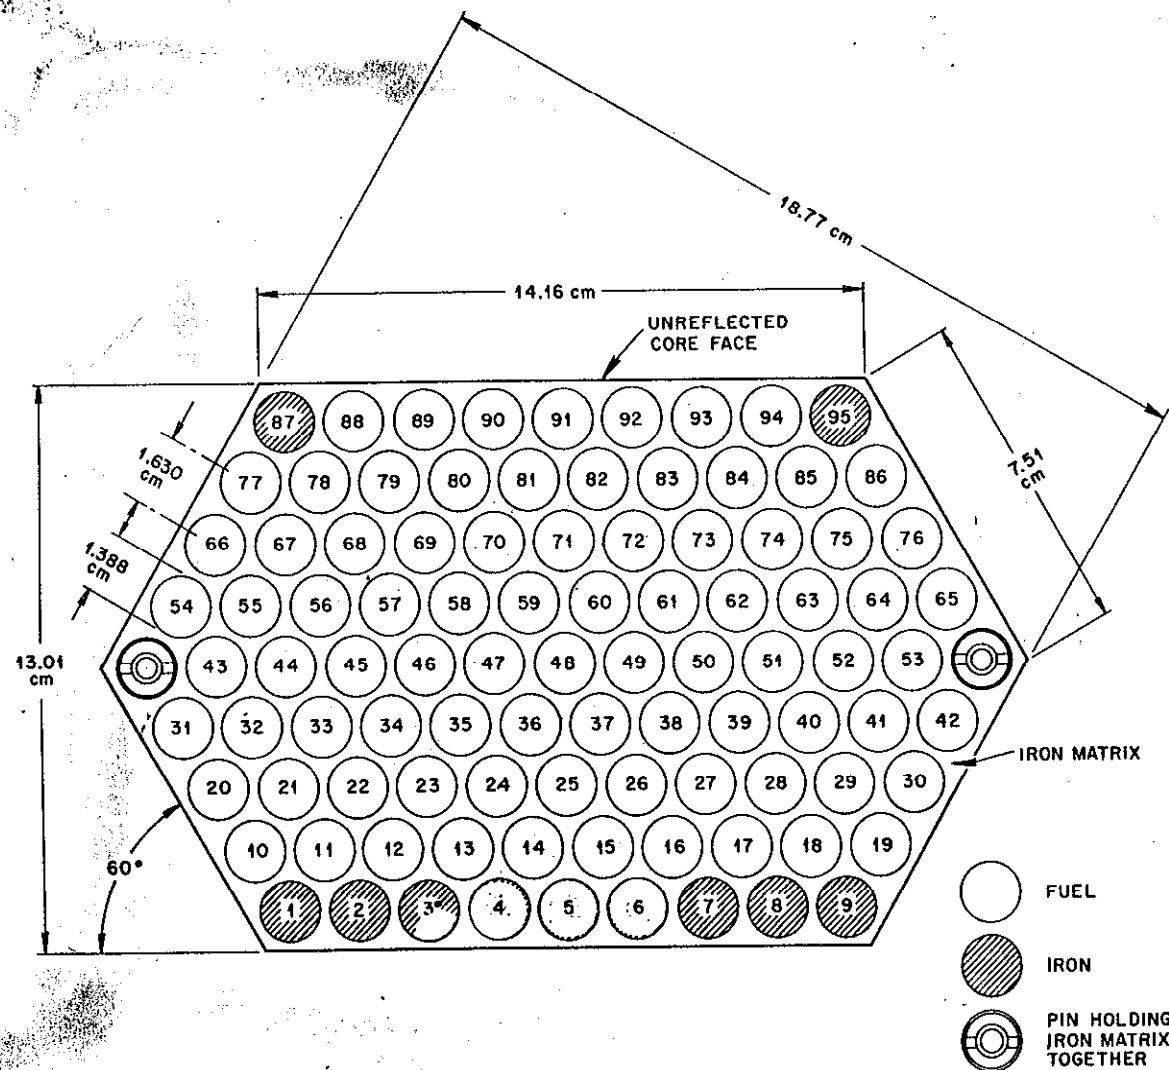 18.77 cm
14.16 cm
UNREFLECTED
CORE FACE
87 88 89 90 91 92 93 94 95
1.630
cm
7.51
cm
77 78 79 80 81 82 83 84 85 86
66 67 68 69 70 71 72 73 74 75 76
1.388
cm
54 55 56 57 58 59 60 61 62 63 64 65
13.01
cm
43 44 45 46 47 48 49 50 51 52 53
31 32 33 34 35 36 37 38 39 40 41 42
IRON MATRIX
20 21 22 23 24 25 26 27 28 29 30
60°
10 11 12 13 14 15 16 17 18 19
1 2 3* 4 5 6 7 8 9
FUEL
IRON
PIN HOLDING
IRON MATRIX
TOGETHER